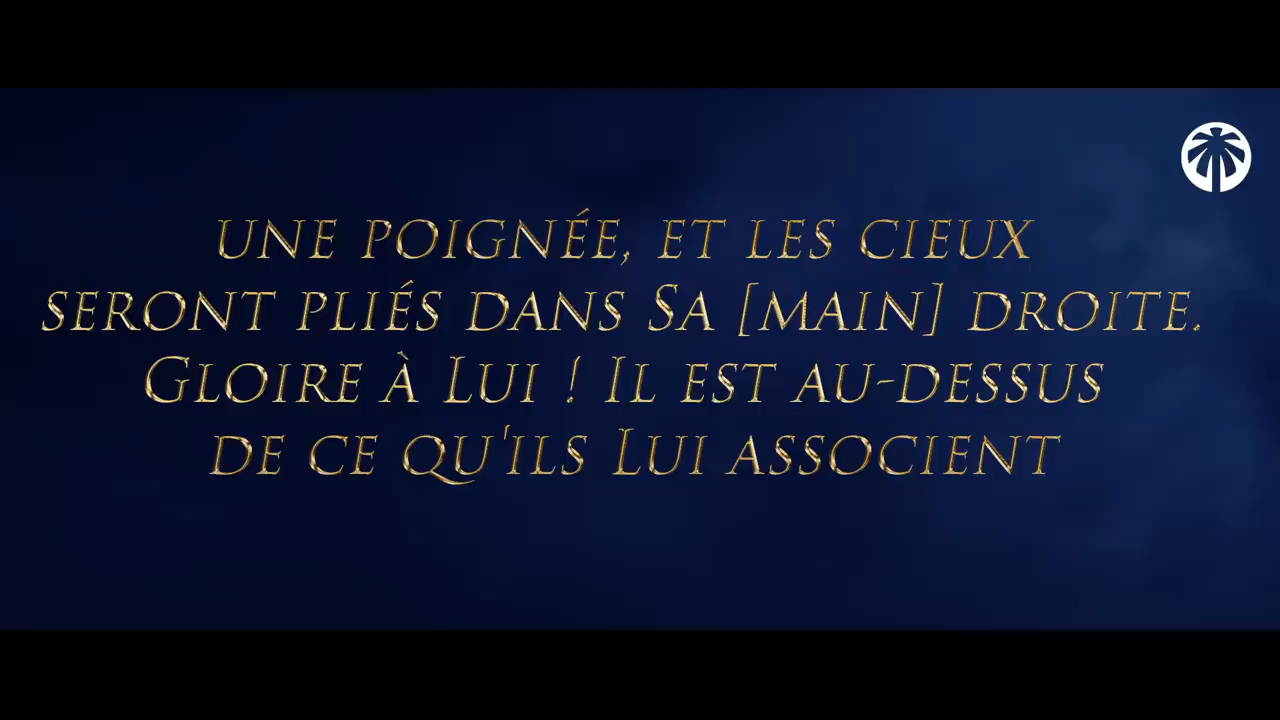 une poignée, et les cieux
seront pliés dans Sa [main] droite.
Gloire à Lui ! Il est au-dessus
de ce qu'ils Lui associent